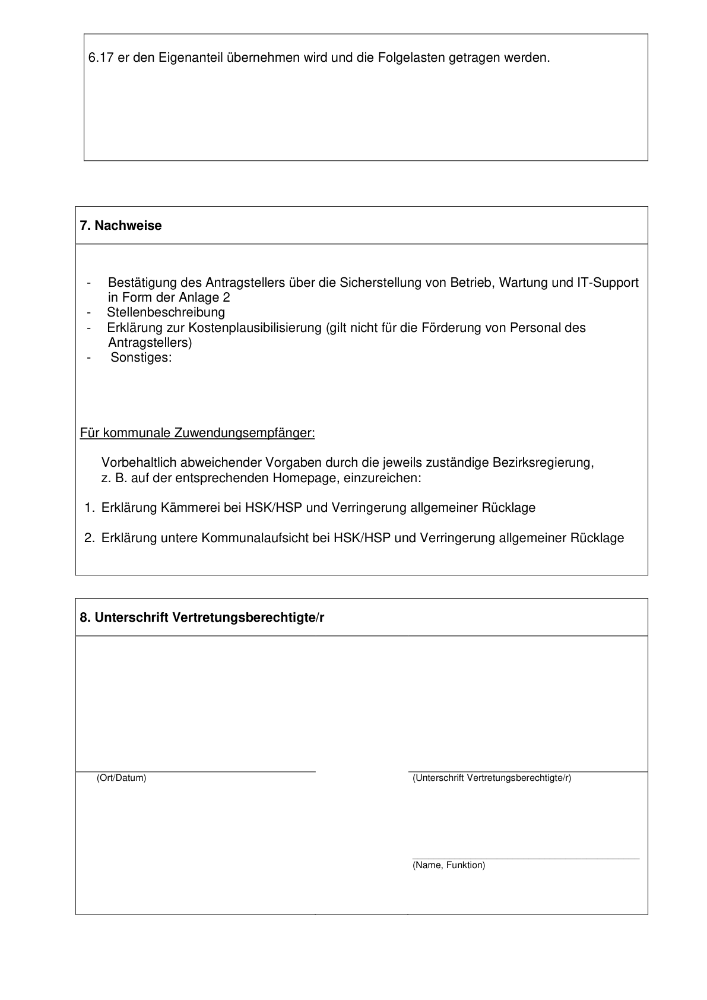 6.17 er den Eigenanteil übernehmen wird und die Folgelasten getragen werden.
7. Nachweise
- Bestätigung des Antragstellers über die Sicherstellung von Betrieb, Wartung und IT-Support
in Form der Anlage 2
- Stellenbeschreibung
- Erklärung zur Kostenplausibilisierung (gilt nicht für die Förderung von Personal des
Antragstellers)
- Sonstiges:
Für kommunale Zuwendungsempfänger:
Vorbehaltlich abweichender Vorgaben durch die jeweils zuständige Bezirksregierung,
z. B. auf der entsprechenden Homepage, einzureichen:
1. Erklärung Kämmerei bei HSK/HSP und Verringerung allgemeiner Rücklage
2. Erklärung untere Kommunalaufsicht bei HSK/HSP und Verringerung allgemeiner Rücklage
8. Unterschrift Vertretungsberechtigte/r
(Ort/Datum)
(Unterschrift Vertretungsberechtigte/r)
(Name, Funktion)